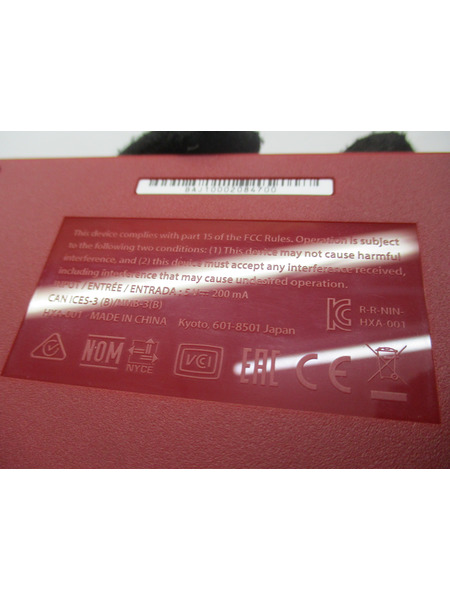 BAJ10002084700
This device complies with part 15 of the FCC Rules. Operation is subject
to the following two conditions: (1) This device may not cause harmful
interference, and (2) this device must accept any interference received,
including interference that may cause undesired operation.
INPUT / ENTRÉE / ENTRADA : 5V ⎓ 200 mA
CAN ICES-3 (B)/NMB-3(B)
HXA-001 MADE IN CHINA Kyoto, 601-8501 Japan
R-R-NIN-
HXA-001
NOM
NYCE
VCI
EAC
CE